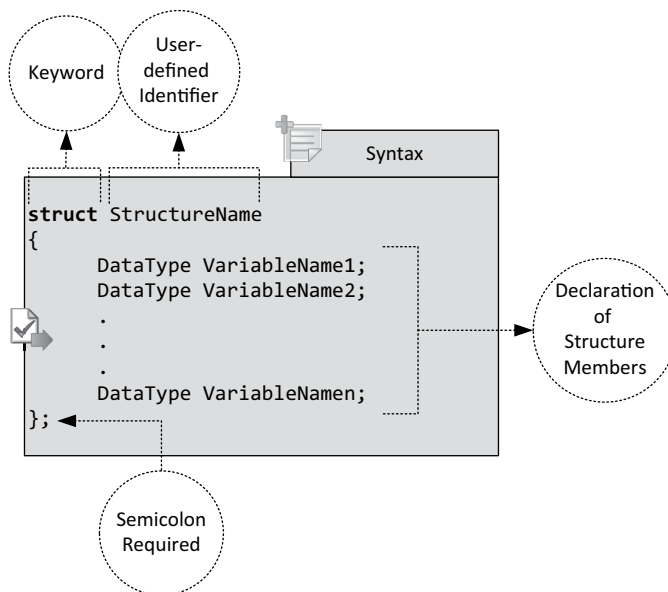 Keyword
User-
defined
Identifier
Syntax
struct StructureName
{
DataType VariableName1;
DataType VariableName2;
.
.
.
DataType VariableNamen;
};
Declaration
of
Structure
Members
Semicolon
Required